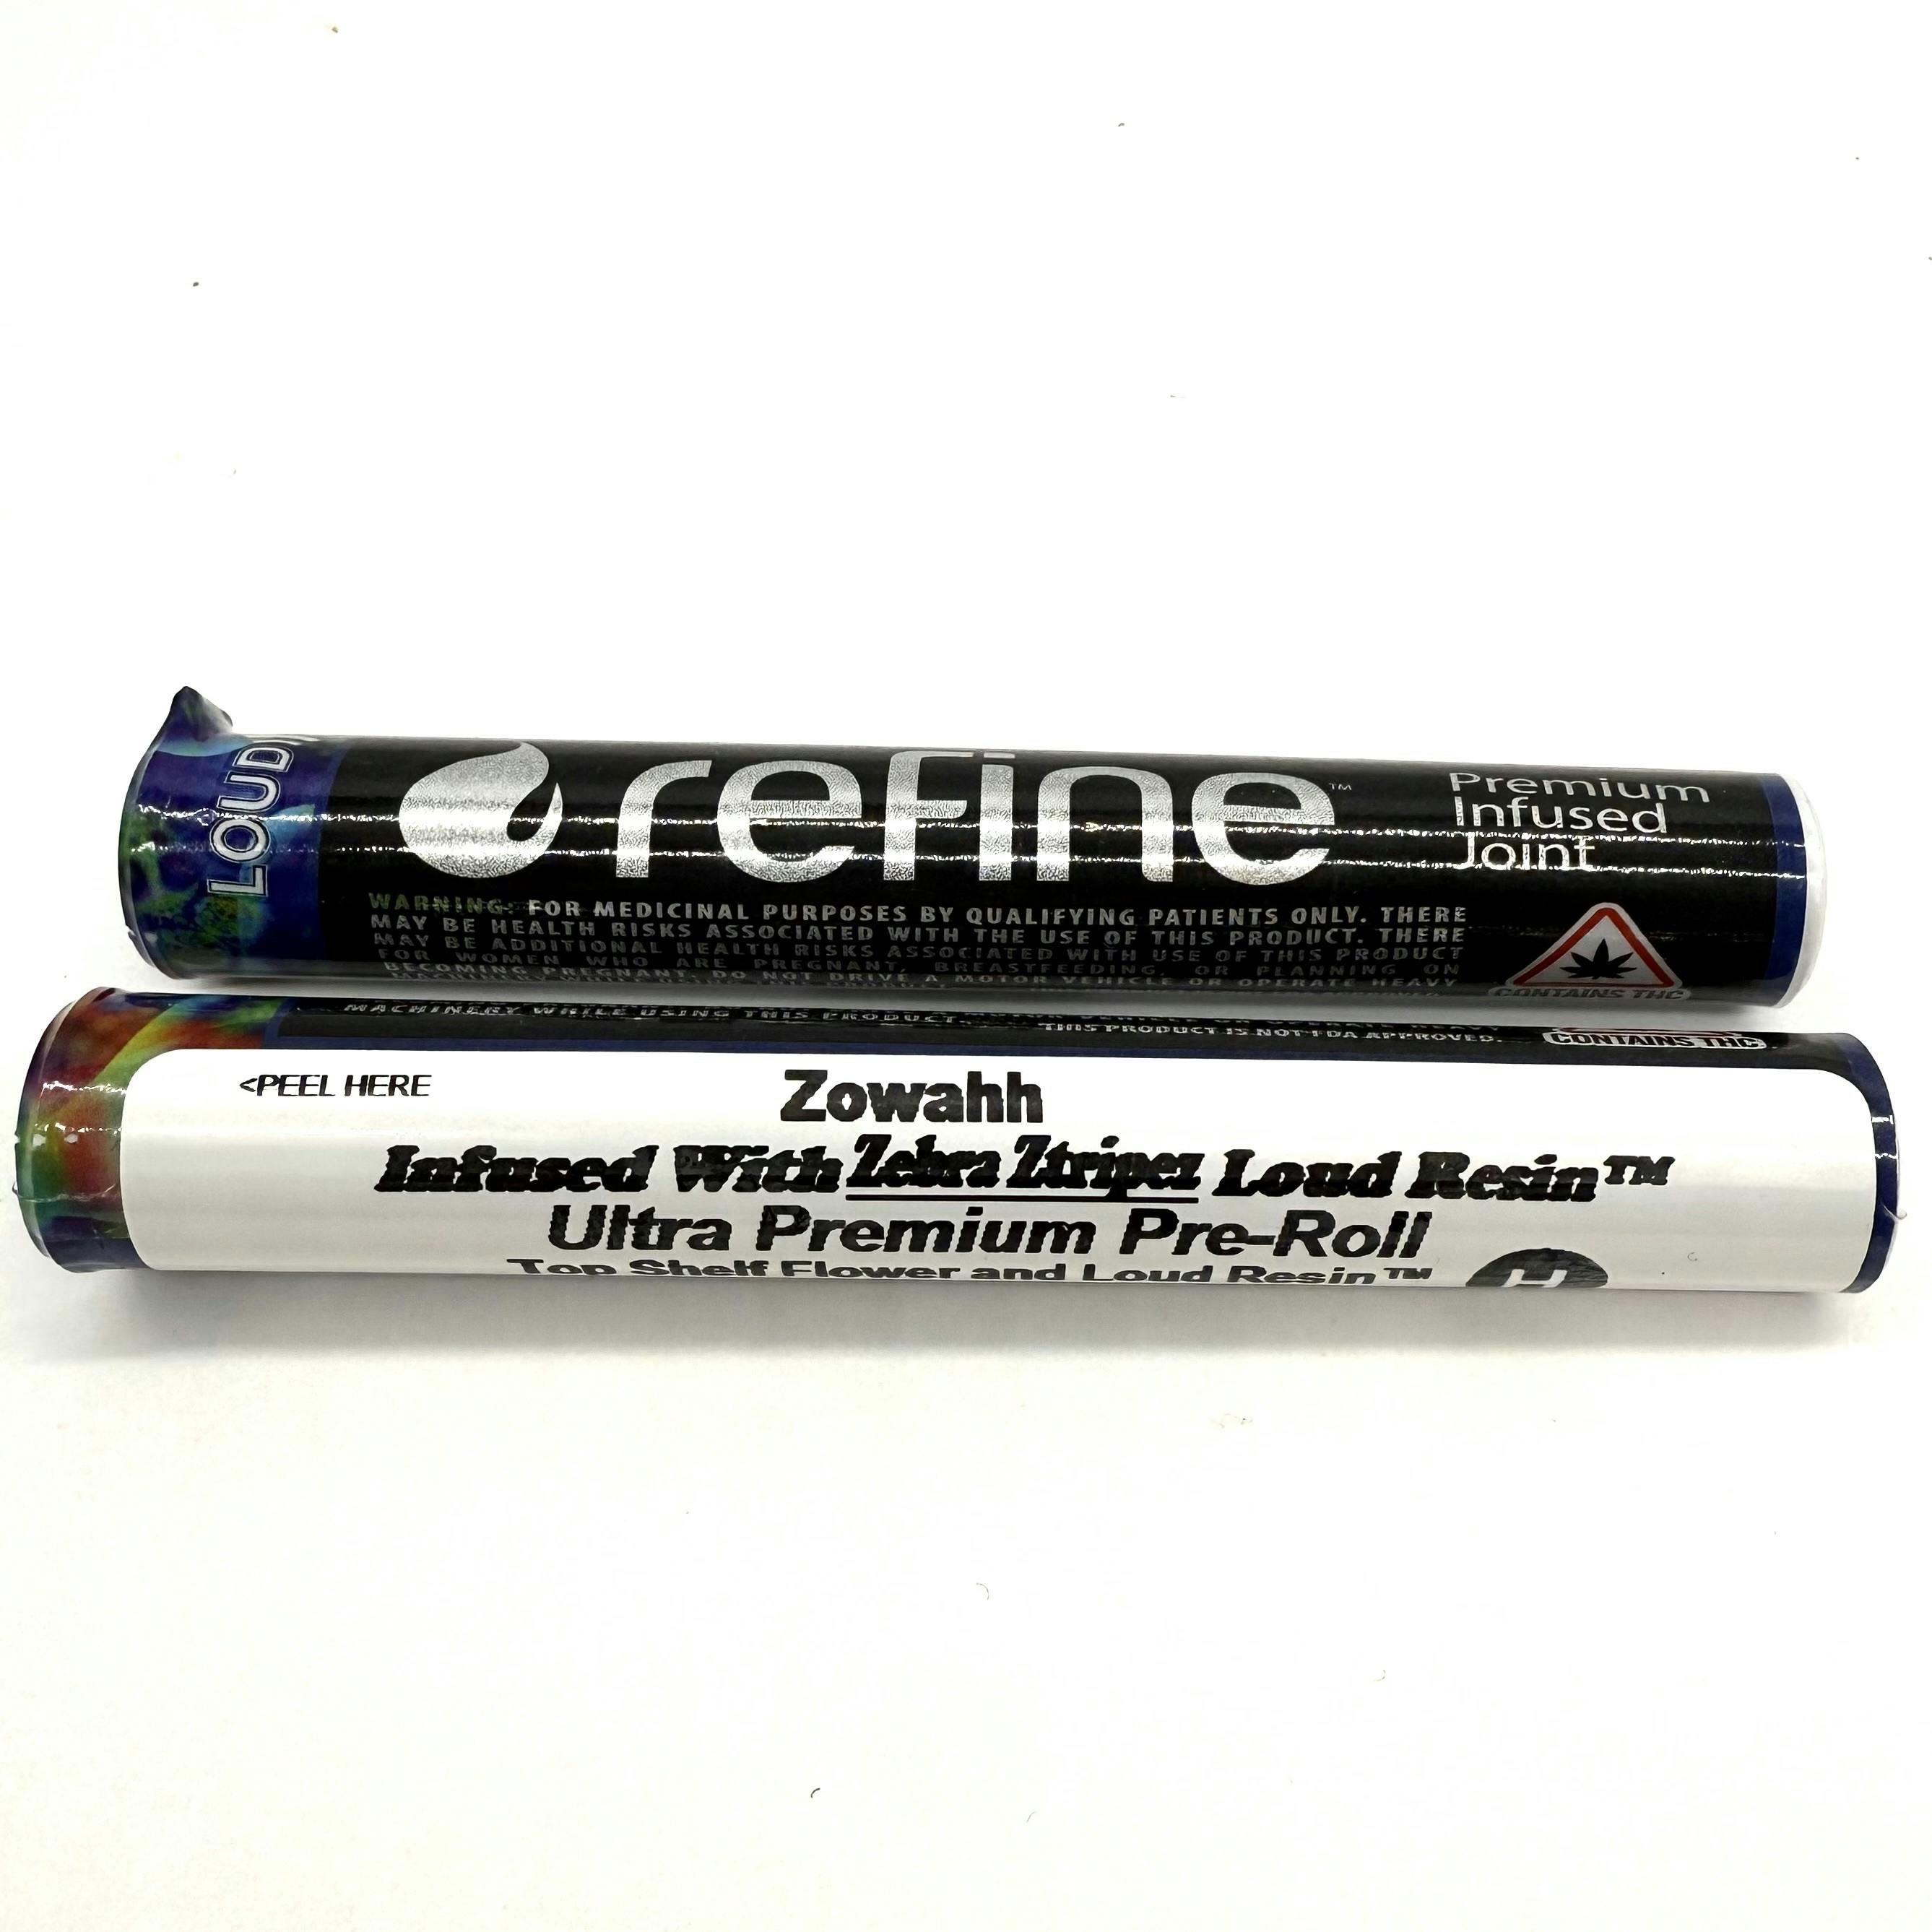 LOUD
refine™
Premium
Infused
Joint
WARNING: FOR MEDICINAL PURPOSES BY QUALIFYING PATIENTS ONLY. THERE
MAY BE HEALTH RISKS ASSOCIATED WITH THE USE OF THIS PRODUCT. THERE
MAY BE ADDITIONAL HEALTH RISKS ASSOCIATED WITH USE OF THIS PRODUCT
FOR WOMEN WHO ARE PREGNANT, BREASTFEEDING, OR PLANNING ON
BECOMING PREGNANT. DO NOT DRIVE A MOTOR VEHICLE OR OPERATE HEAVY
CONTAINS THC
MACHINERY WHILE USING THIS PRODUCT
THIS PRODUCT IS NOT FDA APPROVED.
CONTAINS THC
<PEEL HERE
Zowahh
Infused With Zebra Ztripez Loud Resin™
Ultra Premium Pre-Roll
Top Shelf Flower and Loud Resin™
H